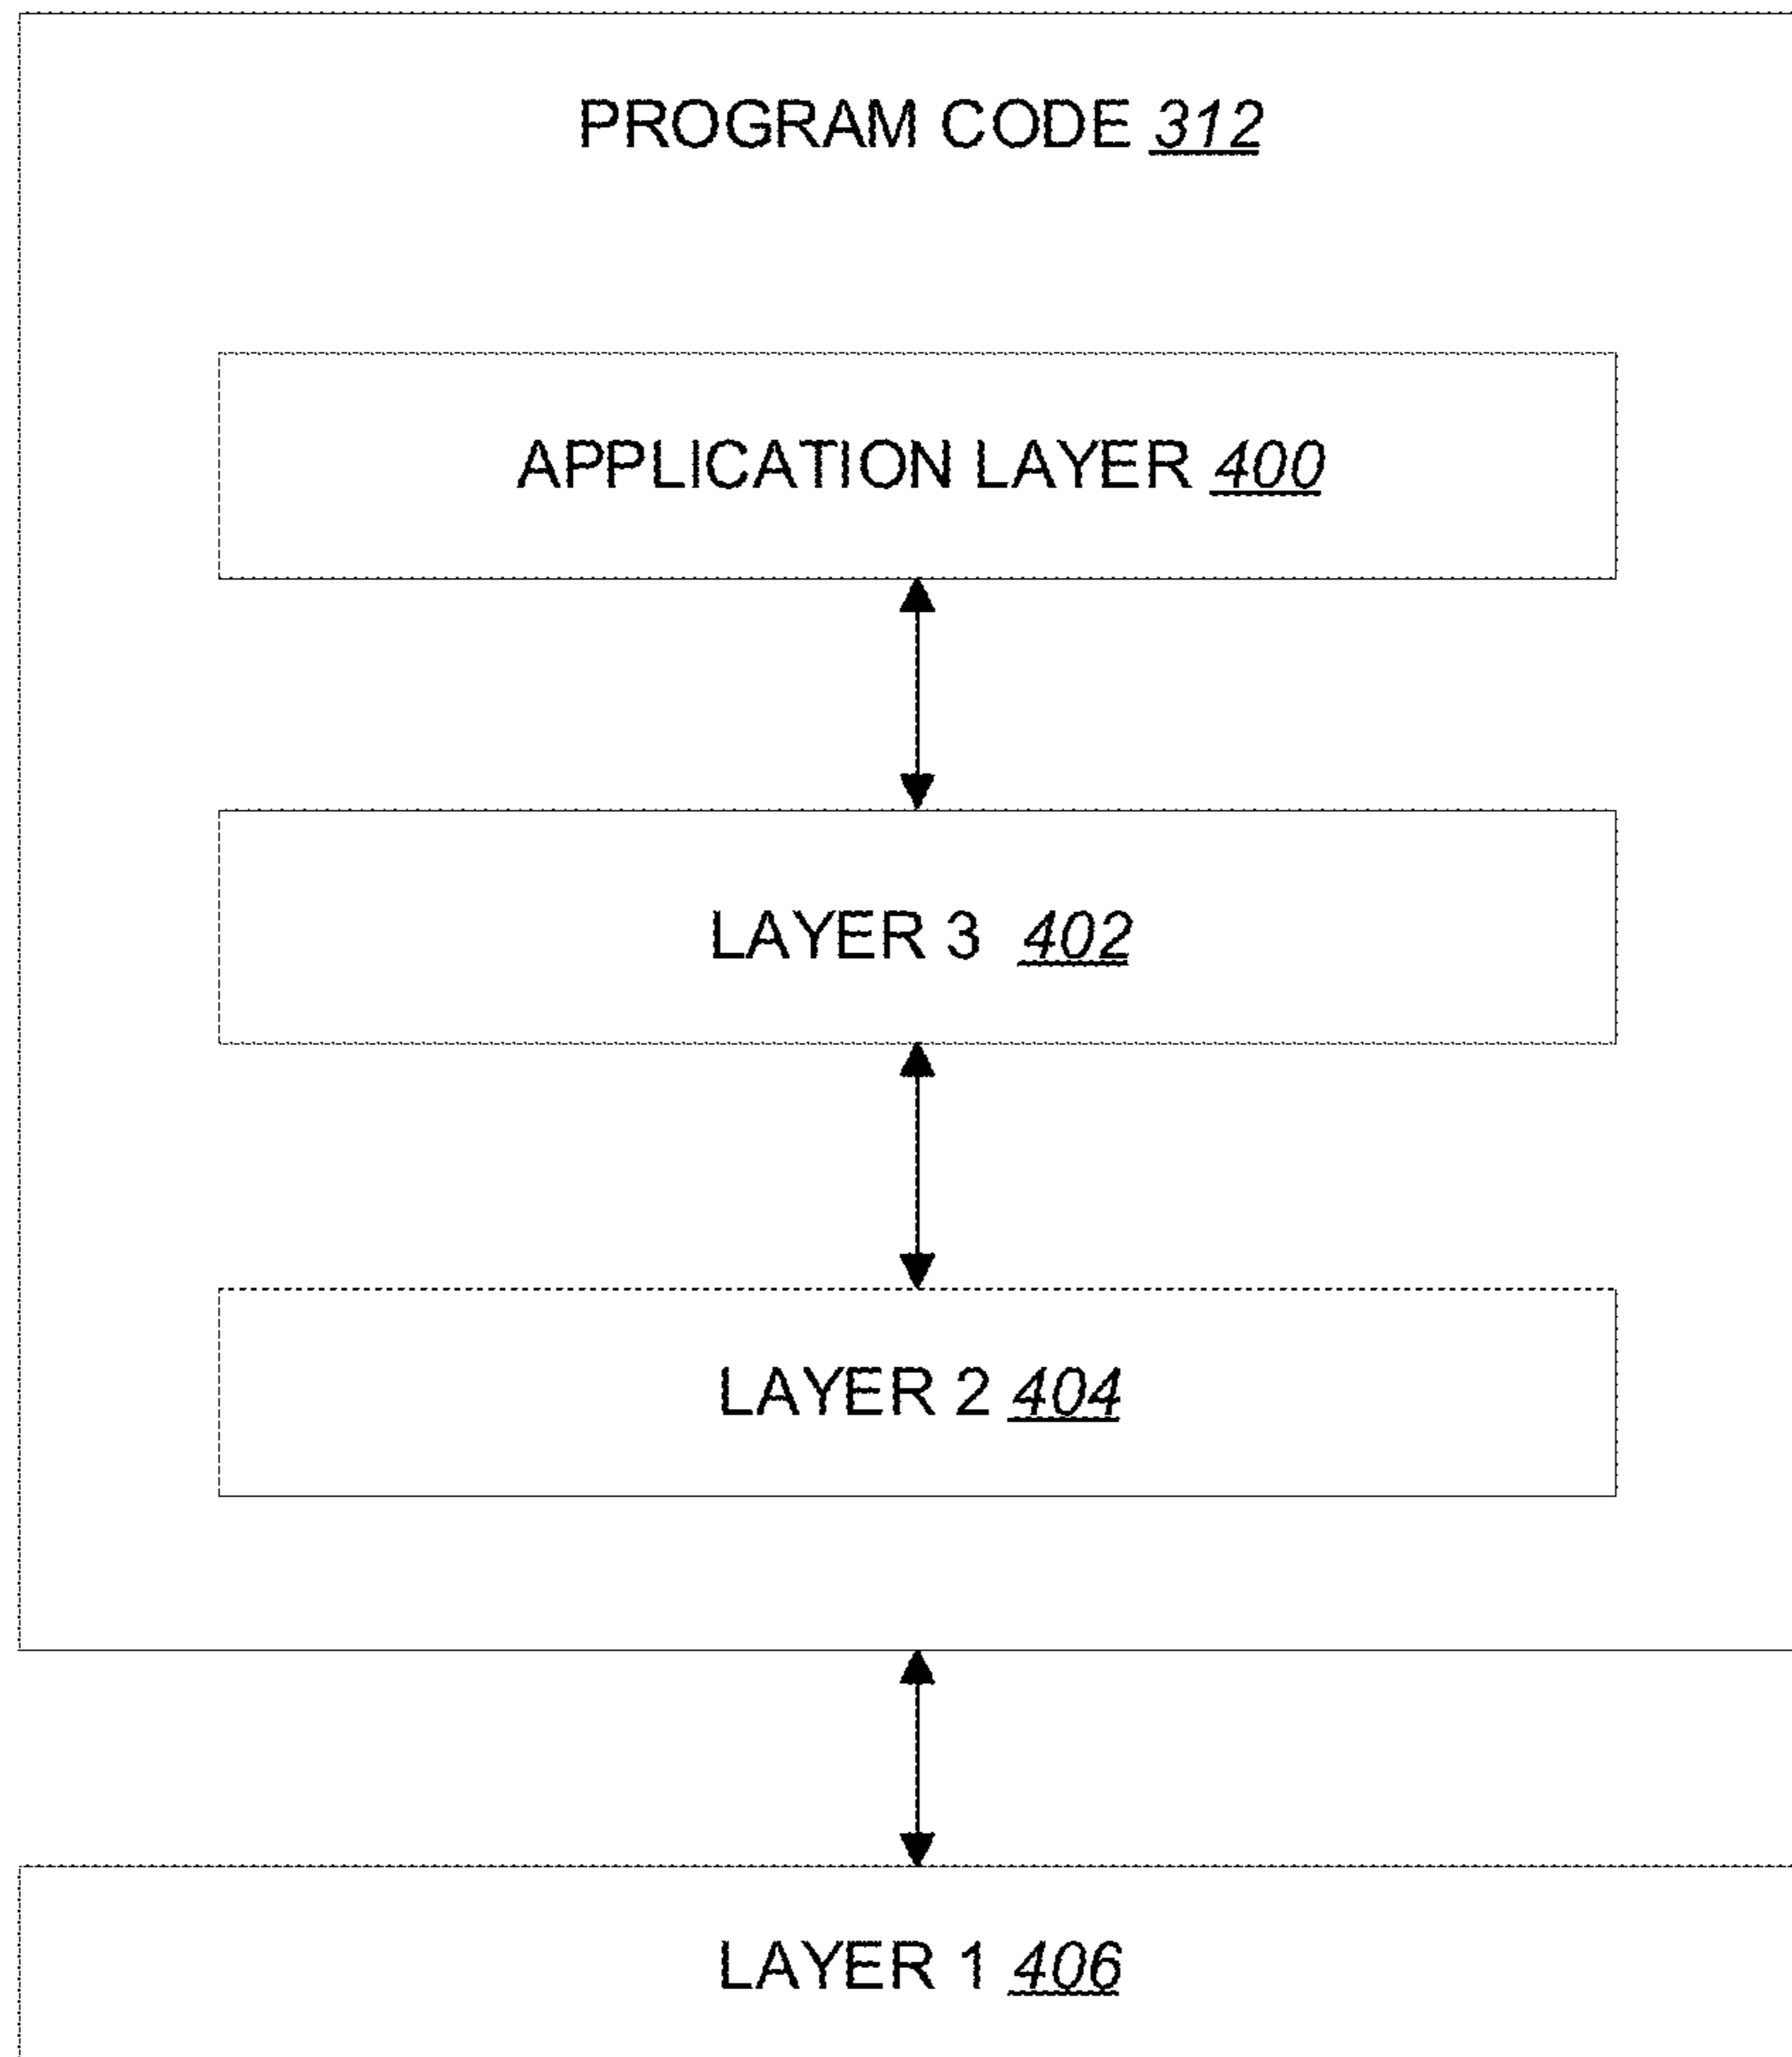 PROGRAM CODE 312
APPLICATION LAYER 400
LAYER 3 402
LAYER 2 404
LAYER 1 406